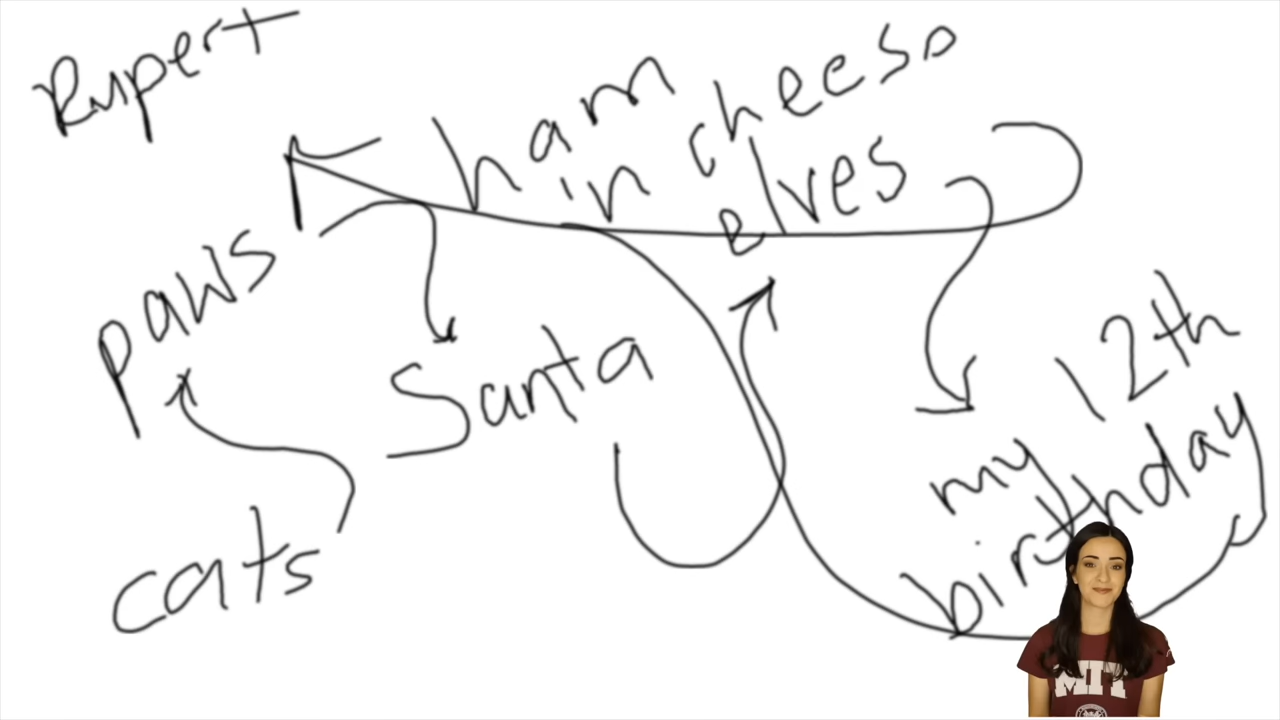 Rupert
ham
in cheese
elves
paws
Santa
12th
my
birthday
cats
MIT